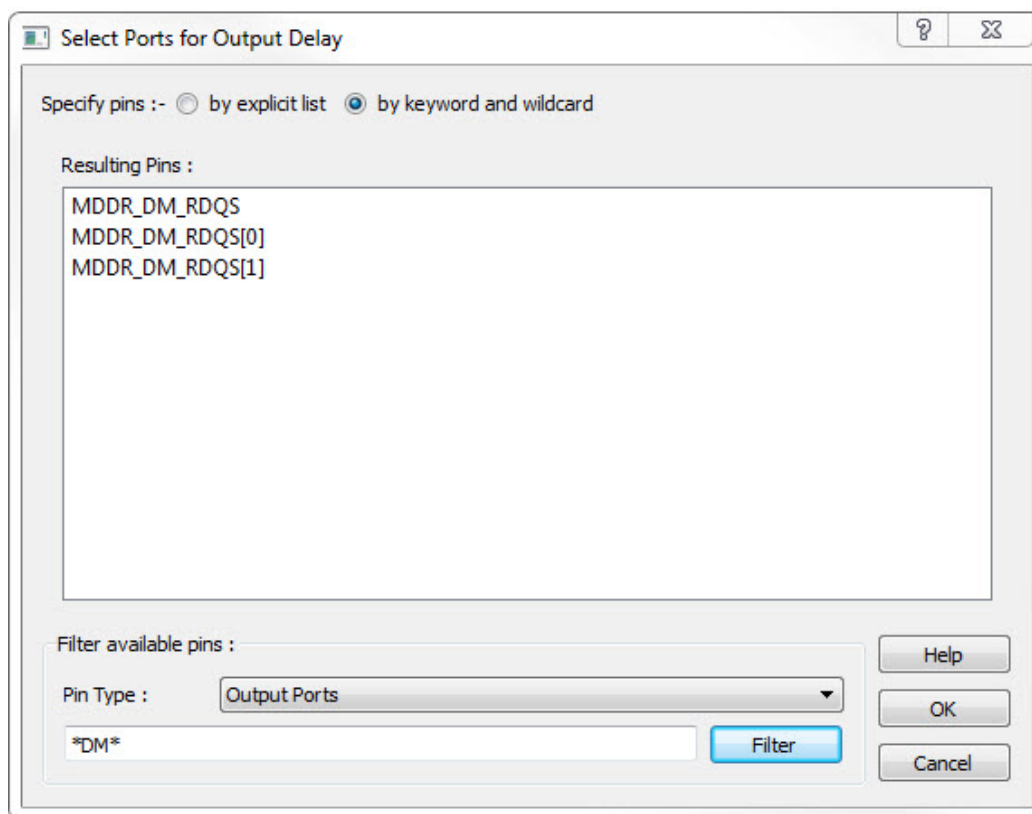 Select Ports for Output Delay
?
Specify pins :- by explicit list by keyword and wildcard
Resulting Pins :
MDDR_DM_RDQS
MDDR_DM_RDQS[0]
MDDR_DM_RDQS[1]
Filter available pins :
Help
Pin Type : Output Ports
OK
*DM* Filter
Cancel